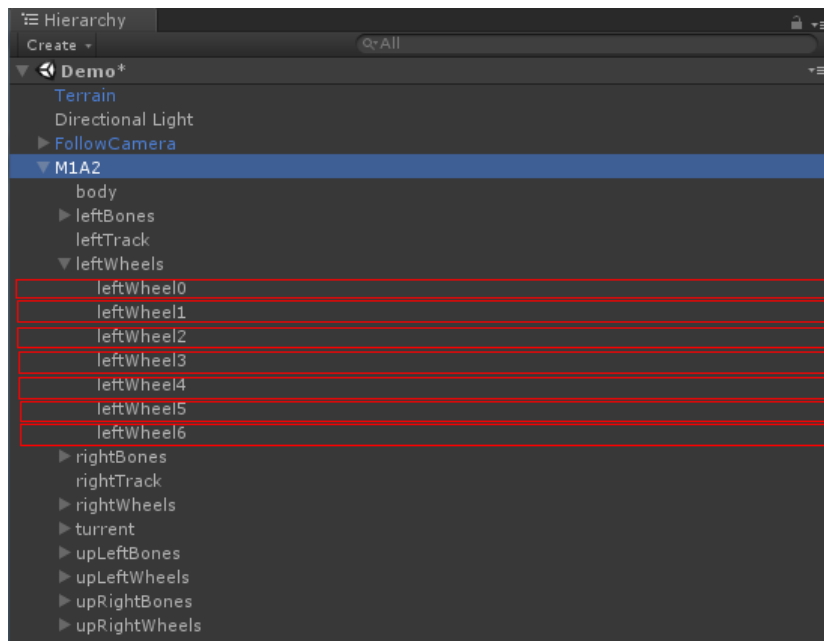 Hierarchy
Create
All
Demo*
Terrain
Directional Light
FollowCamera
M1A2
body
leftBones
leftTrack
leftWheels
leftWheel0
leftWheel1
leftWheel2
leftWheel3
leftWheel4
leftWheel5
leftWheel6
rightBones
rightTrack
rightWheels
turrent
upLeftBones
upLeftWheels
upRightBones
upRightWheels